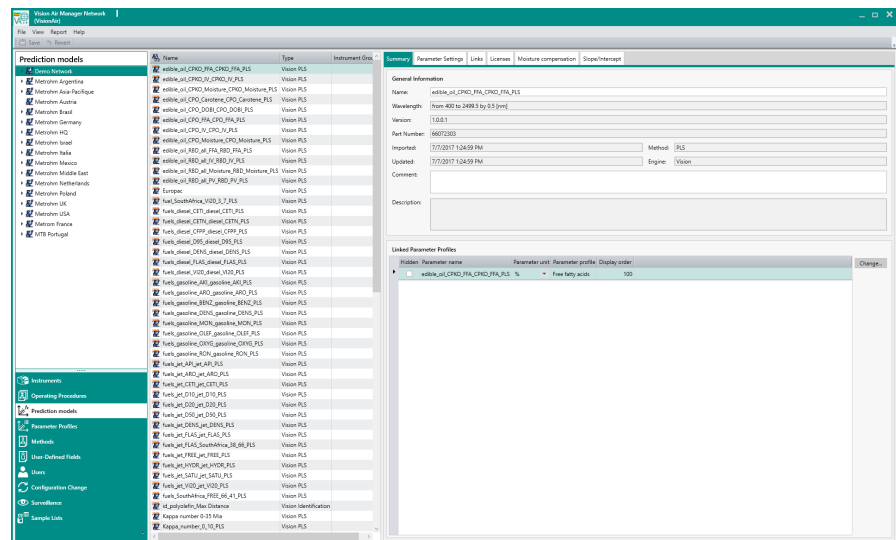 Vision Air Manager Network
(VisionAir)
File View Report Help
Save Revert
Prediction models
Demo Network
Metrohm Argentina
Metrohm Asia-Pacifique
Metrohm Austria
Metrohm Brasil
Metrohm Germany
Metrohm HQ
Metrohm Israel
Metrohm Italia
Metrohm Mexico
Metrohm Middle East
Metrohm Netherlands
Metrohm Poland
Metrohm UK
Metrohm USA
Metrom France
MTB Portugal
Instruments
Operating Procedures
Prediction models
Parameter Profiles
Methods
User-Defined Fields
Users
Configuration Change
Surveillance
Sample Lists
Name Type Instrument Grou
edible_oil_CPKO_FFA_CPKO_FFA_PLS Vision PLS
edible_oil_CPKO_IV_CPKO_IV_PLS Vision PLS
edible_oil_CPKO_Moisture_CPKO_Moisture_PLS Vision PLS
edible_oil_CPO_Carotene_CPO_Carotene_PLS Vision PLS
edible_oil_CPO_DOBI_CPO_DOBI_PLS Vision PLS
edible_oil_CPO_FFA_CPO_FFA_PLS Vision PLS
edible_oil_CPO_IV_CPO_IV_PLS Vision PLS
edible_oil_CPO_Moisture_CPO_Moisture_PLS Vision PLS
edible_oil_RBD_all_FFA_RBD_FFA_PLS Vision PLS
edible_oil_RBD_all_IV_RBD_IV_PLS Vision PLS
edible_oil_RBD_all_Moisture_RBD_Moisture_PLS Vision PLS
edible_oil_RBD_all_PV_RBD_PV_PLS Vision PLS
Europac Vision PLS
fuel_SouthAfrica_VI20_3_7_PLS Vision PLS
fuels_diesel_CETI_diesel_CETI_PLS Vision PLS
fuels_diesel_CETN_diesel_CETN_PLS Vision PLS
fuels_diesel_CFPP_diesel_CFPP_PLS Vision PLS
fuels_diesel_D95_diesel_D95_PLS Vision PLS
fuels_diesel_DENS_diesel_DENS_PLS Vision PLS
fuels_diesel_FLAS_diesel_FLAS_PLS Vision PLS
fuels_diesel_VI20_diesel_VI20_PLS Vision PLS
fuels_gasoline_AKI_gasoline_AKI_PLS Vision PLS
fuels_gasoline_ARO_gasoline_ARO_PLS Vision PLS
fuels_gasoline_BENZ_gasoline_BENZ_PLS Vision PLS
fuels_gasoline_DENS_gasoline_DENS_PLS Vision PLS
fuels_gasoline_MON_gasoline_MON_PLS Vision PLS
fuels_gasoline_OLEF_gasoline_OLEF_PLS Vision PLS
fuels_gasoline_OXYG_gasoline_OXYG_PLS Vision PLS
fuels_gasoline_RON_gasoline_RON_PLS Vision PLS
fuels_jet_API_jet_API_PLS Vision PLS
fuels_jet_ARO_jet_ARO_PLS Vision PLS
fuels_jet_CETI_jet_CETI_PLS Vision PLS
fuels_jet_D10_jet_D10_PLS Vision PLS
fuels_jet_D20_jet_D20_PLS Vision PLS
fuels_jet_D50_jet_D50_PLS Vision PLS
fuels_jet_DENS_jet_DENS_PLS Vision PLS
fuels_jet_FLAS_jet_FLAS_PLS Vision PLS
fuels_jet_FLAS_SouthAfrica_38_66_PLS Vision PLS
fuels_jet_FREE_jet_FREE_PLS Vision PLS
fuels_jet_HYDR_jet_HYDR_PLS Vision PLS
fuels_jet_SATU_jet_SATU_PLS Vision PLS
fuels_jet_VI20_jet_VI20_PLS Vision PLS
fuels_SouthAfrica_FREE_66_41_PLS Vision PLS
id_polyolefin_Max Distance Vision Identification
Kappa number 0-35 Mia Vision PLS
Kappa_number_0_10_PLS Vision PLS
Summary Parameter Settings Links Licenses Moisture compensation Slope/Intercept
General Information
Name: edible_oil_CPKO_FFA_CPKO_FFA_PLS
Wavelength: from 400 to 2499.5 by 0.5 [nm]
Version: 1.0.0.1
Part Number: 66072303
Imported: 7/7/2017 1:24:59 PM Method: PLS
Updated: 7/7/2017 1:24:59 PM Engine: Vision
Comment:
Description:
Linked Parameter Profiles
Hidden Parameter name Parameter unit Parameter profile Display order
edible_oil_CPKO_FFA_CPKO_FFA_PLS % Free fatty acids 100
Change...